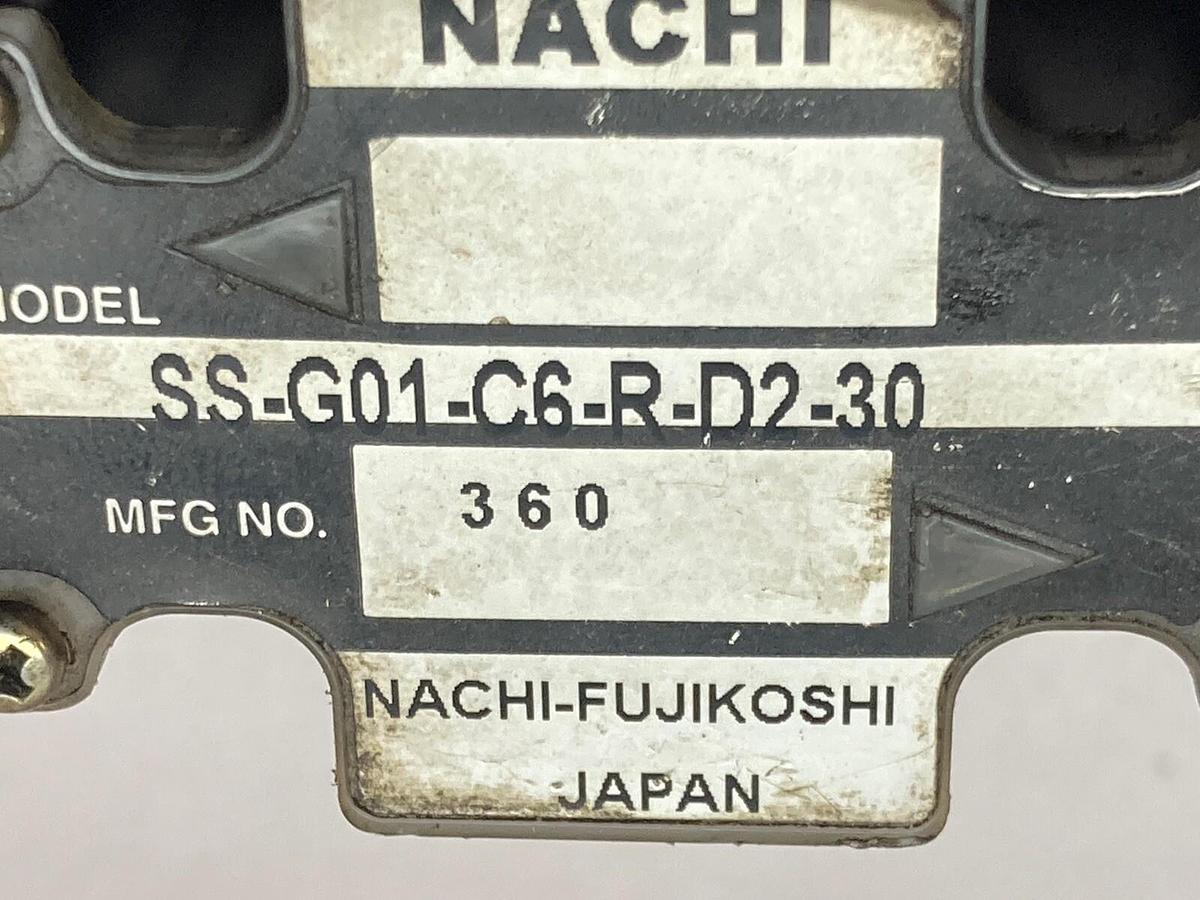 NACHI
MODEL
SS-G01-C6-R-D2-30
MFG NO. 360
NACHI-FUJIKOSHI
JAPAN